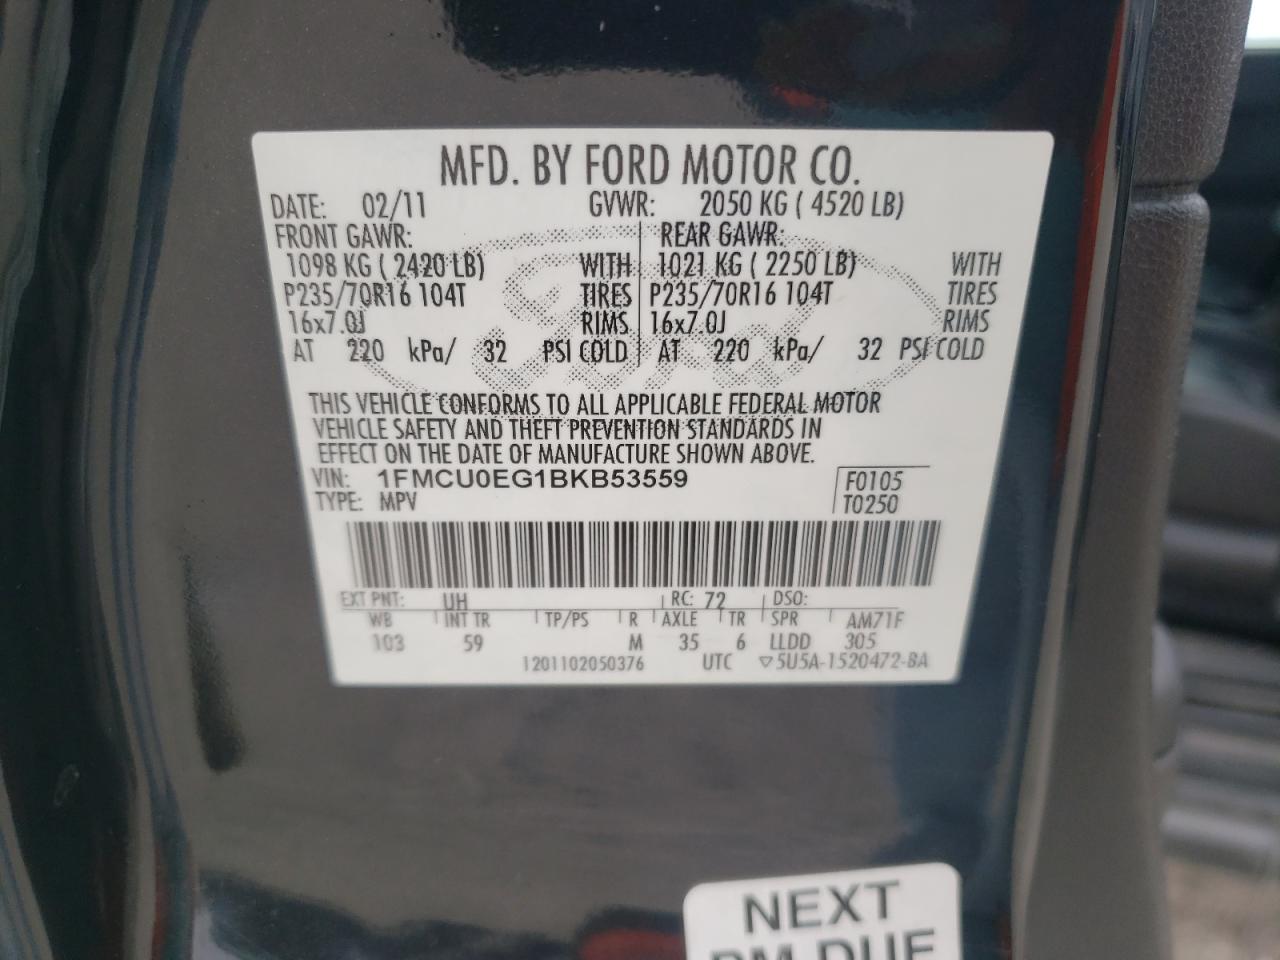 MFD. BY FORD MOTOR CO.
DATE: 02/11 GVWR: 2050 KG ( 4520 LB)
FRONT GAWR: REAR GAWR:
1098 KG ( 2420 LB) WITH 1021 KG ( 2250 LB) WITH
P235/70R16 104T TIRES P235/70R16 104T TIRES
16x7.0J RIMS 16x7.0J RIMS
AT 220 kPa/ 32 PSI COLD AT 220 kPa/ 32 PSI COLD
Ford
THIS VEHICLE CONFORMS TO ALL APPLICABLE FEDERAL MOTOR
VEHICLE SAFETY AND THEFT PREVENTION STANDARDS IN
EFFECT ON THE DATE OF MANUFACTURE SHOWN ABOVE.
VIN: 1FMCU0EG1BKB53559 F0105
TYPE: MPV T0250
EXT PNT: UH RC: 72 DSO:
WB INT TR TP/PS R AXLE TR SPR AM71F
103 59 M 35 6 LLDD 305
1201102050376 UTC ▽5U5A-1520472-BA
NEXT
PM DUE